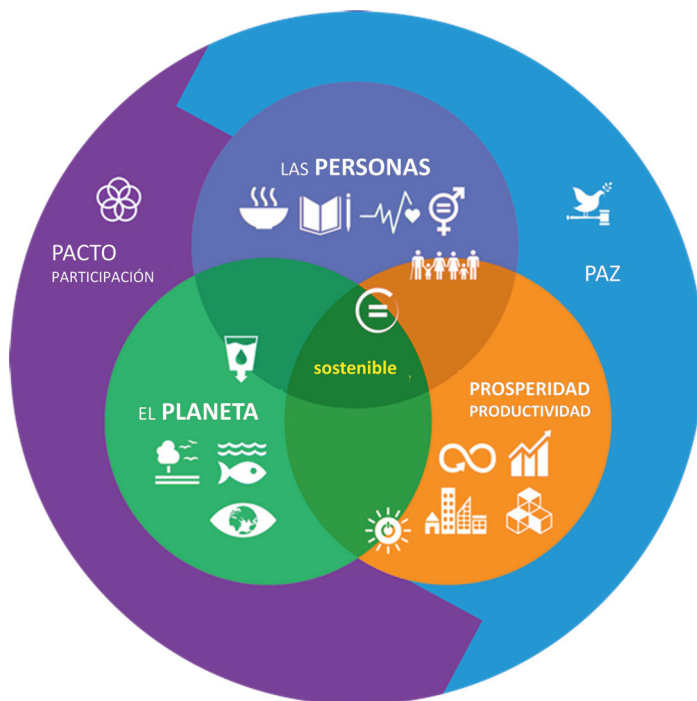 LAS PERSONAS
PACTO
PARTICIPACIÓN
PAZ
sostenible
EL PLANETA
PROSPERIDAD
PRODUCTIVIDAD